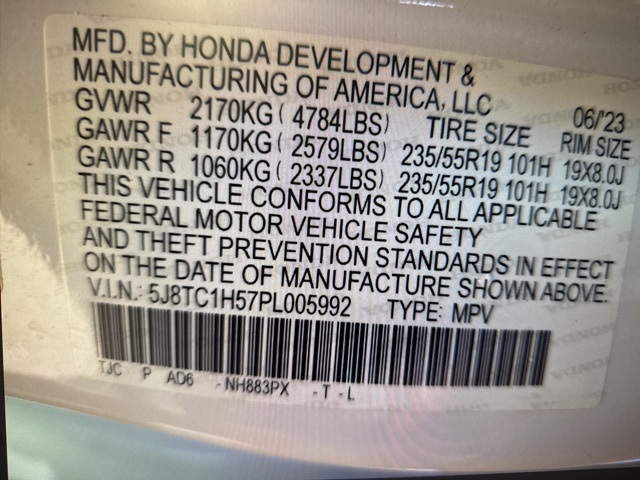 MFD. BY HONDA DEVELOPMENT &
MANUFACTURING OF AMERICA, LLC 06/'23
GVWR 2170KG ( 4784LBS) TIRE SIZE RIM SIZE
GAWR F 1170KG ( 2579LBS) 235/55R19 101H 19X8.0J
GAWR R 1060KG ( 2337LBS) 235/55R19 101H 19X8.0J
THIS VEHICLE CONFORMS TO ALL APPLICABLE
FEDERAL MOTOR VEHICLE SAFETY
AND THEFT PREVENTION STANDARDS IN EFFECT
ON THE DATE OF MANUFACTURE SHOWN ABOVE.
V.I.N.: 5J8TC1H57PL005992 TYPE: MPV
TJC P AD6 -NH883PX -T-L